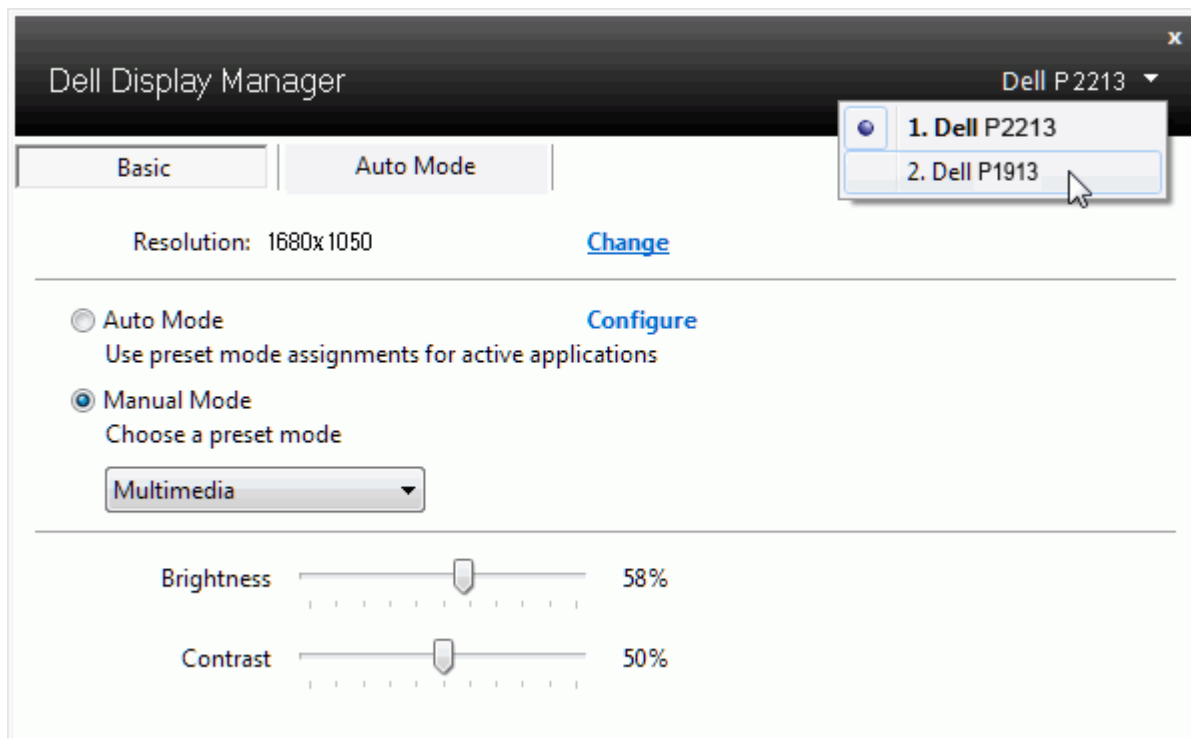 x
Dell Display Manager
Dell P2213
1. Dell P2213
2. Dell P1913
Basic
Auto Mode
Resolution: 1680x1050
Change
Auto Mode
Configure
Use preset mode assignments for active applications
Manual Mode
Choose a preset mode
Multimedia
Brightness
58%
Contrast
50%